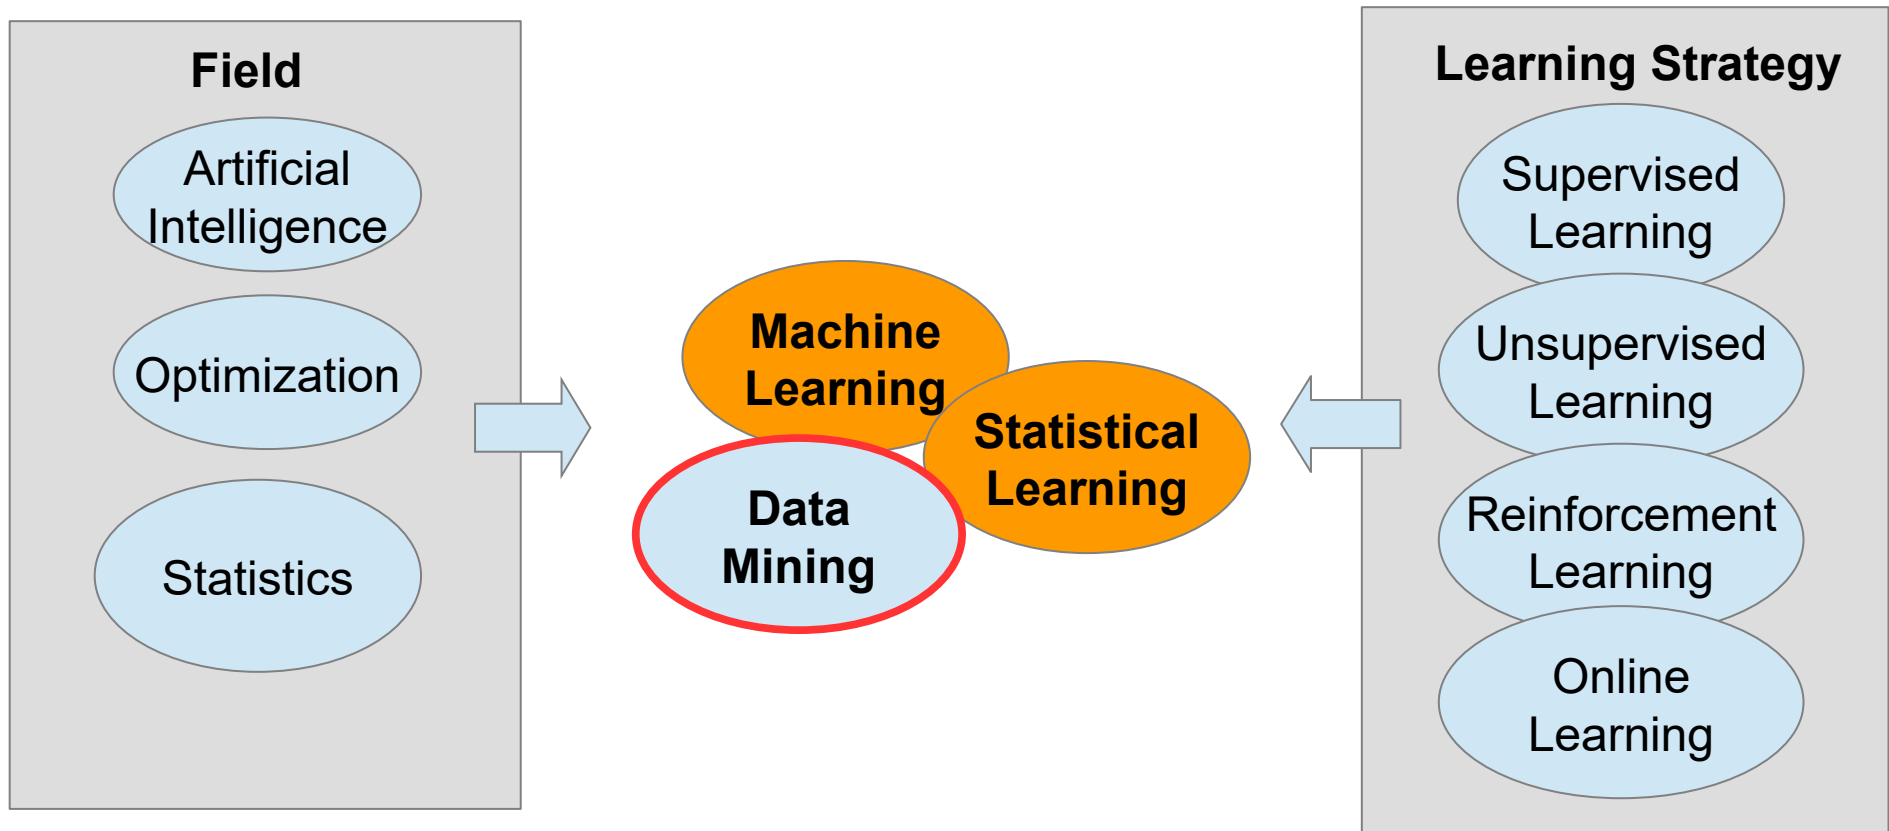 Field
Artificial
Intelligence
Optimization
Statistics
Machine
Learning
Statistical
Learning
Data
Mining
Learning Strategy
Supervised
Learning
Unsupervised
Learning
Reinforcement
Learning
Online
Learning